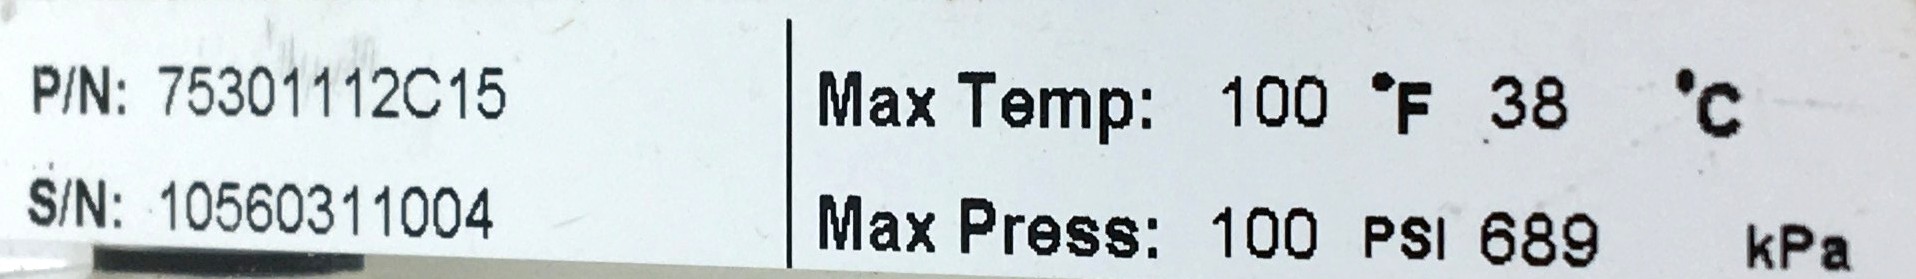 P/N: 75301112C15
S/N: 10560311004
Max Temp: 100 °F 38 °C
Max Press: 100 PSI 689 kPa